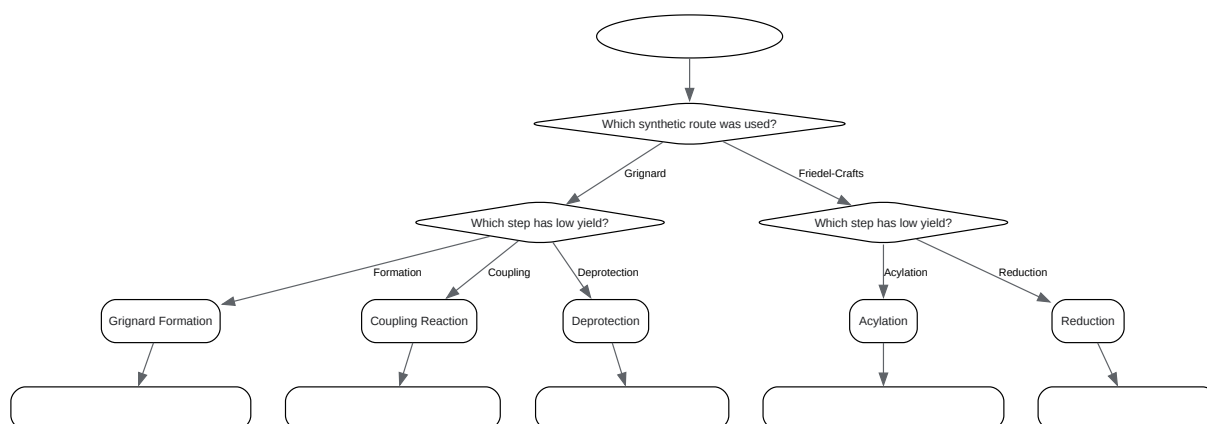 Which synthetic route was used?
Grignard
Friedel-Crafts
Which step has low yield?
Which step has low yield?
Formation
Coupling
Deprotection
Acylation
Reduction
Grignard Formation
Coupling Reaction
Deprotection
Acylation
Reduction